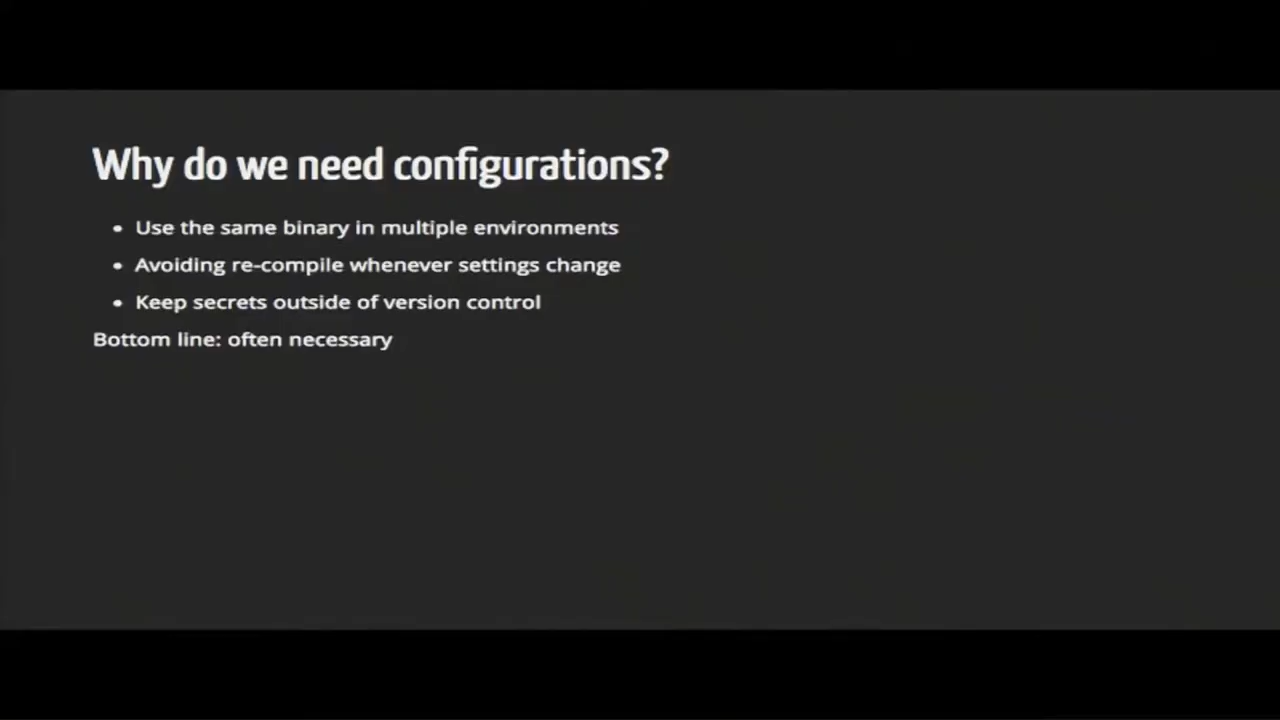 Why do we need configurations?
• Use the same binary in multiple environments
• Avoiding re-compile whenever settings change
• Keep secrets outside of version control
Bottom line: often necessary